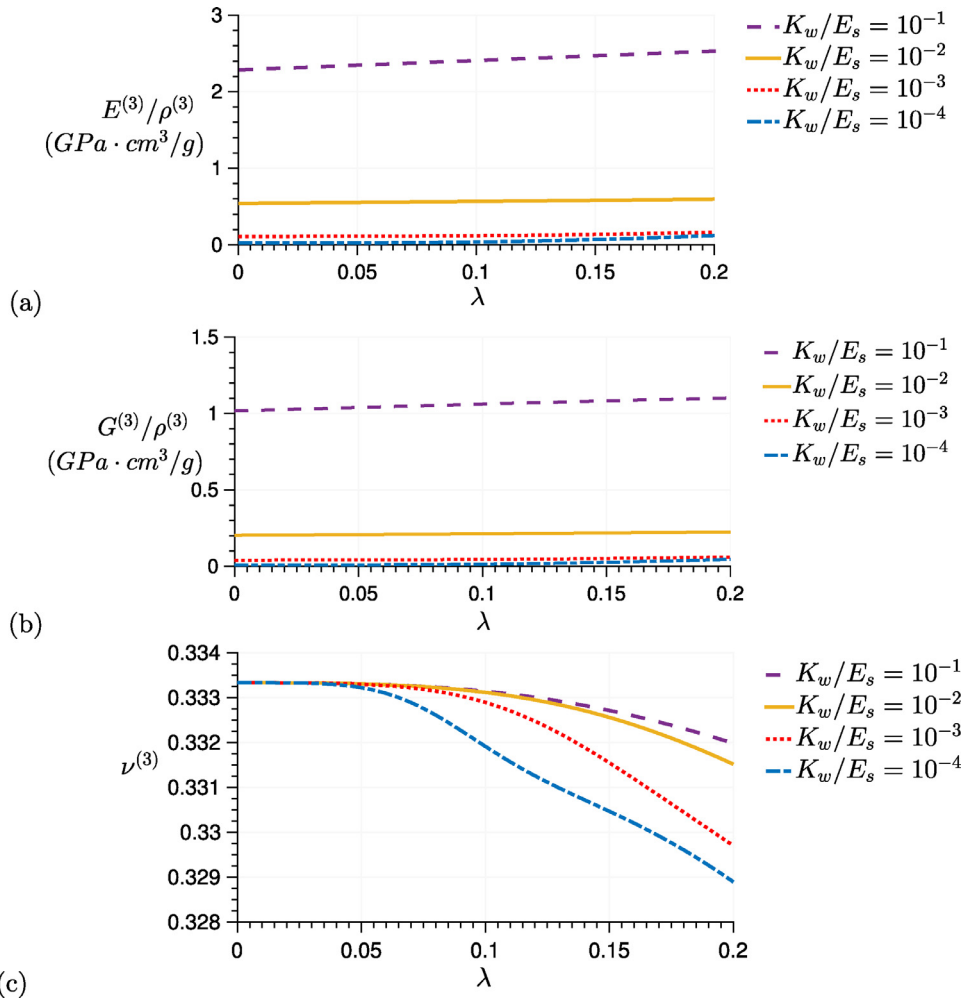 3
2
1
0
E^{(3)}/ρ^{(3)}
(GPa · cm^3/g)
0 0.05 0.1 0.15 0.2
λ
K_w/E_s = 10^{-1}
K_w/E_s = 10^{-2}
K_w/E_s = 10^{-3}
K_w/E_s = 10^{-4}
(a)
1.5
1
0.5
0
G^{(3)}/ρ^{(3)}
(GPa · cm^3/g)
0 0.05 0.1 0.15 0.2
λ
K_w/E_s = 10^{-1}
K_w/E_s = 10^{-2}
K_w/E_s = 10^{-3}
K_w/E_s = 10^{-4}
(b)
0.334
0.333
0.332
0.331
0.33
0.329
0.328
ν^{(3)}
0 0.05 0.1 0.15 0.2
λ
K_w/E_s = 10^{-1}
K_w/E_s = 10^{-2}
K_w/E_s = 10^{-3}
K_w/E_s = 10^{-4}
(c)